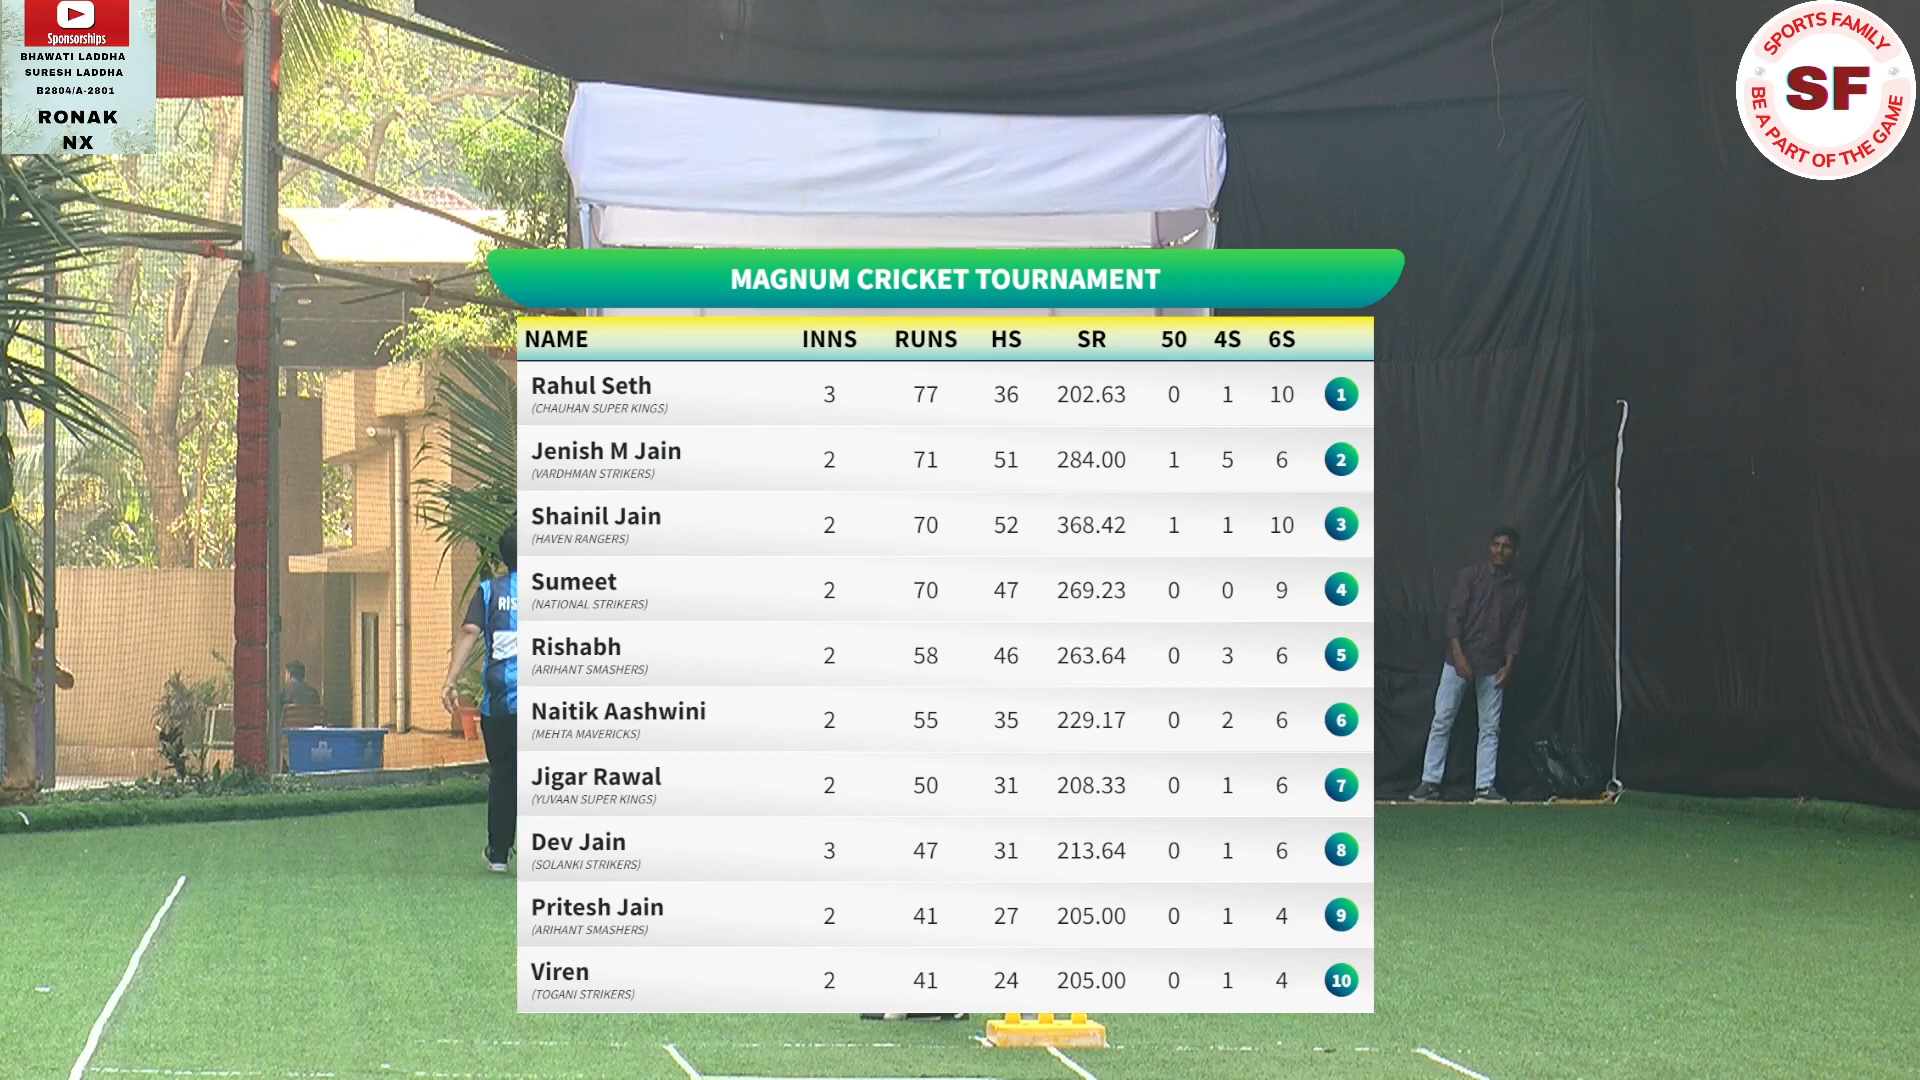 Sponsorships
BHAWATI LADDHA
SURESH LADDHA
B2804/A-2801
RONAK
NX
SPORTS FAMILY
SF
BE A PART OF THE GAME
MAGNUM CRICKET TOURNAMENT
NAME INNS RUNS HS SR 50 4S 6S
Rahul Seth 3 77 36 202.63 0 1 10 1
(CHAUHAN SUPER KINGS)
Jenish M Jain 2 71 51 284.00 1 5 6 2
(VARDHMAN STRIKERS)
Shainil Jain 2 70 52 368.42 1 1 10 3
(HAVEN RANGERS)
Sumeet 2 70 47 269.23 0 0 9 4
(NATIONAL STRIKERS)
Rishabh 2 58 46 263.64 0 3 6 5
(ARIHANT SMASHERS)
Naitik Aashwini 2 55 35 229.17 0 2 6 6
(MEHTA MAVERICKS)
Jigar Rawal 2 50 31 208.33 0 1 6 7
(YUVAAN SUPER KINGS)
Dev Jain 3 47 31 213.64 0 1 6 8
(SOLANKI STRIKERS)
Pritesh Jain 2 41 27 205.00 0 1 4 9
(ARIHANT SMASHERS)
Viren 2 41 24 205.00 0 1 4 10
(TOGANI STRIKERS)